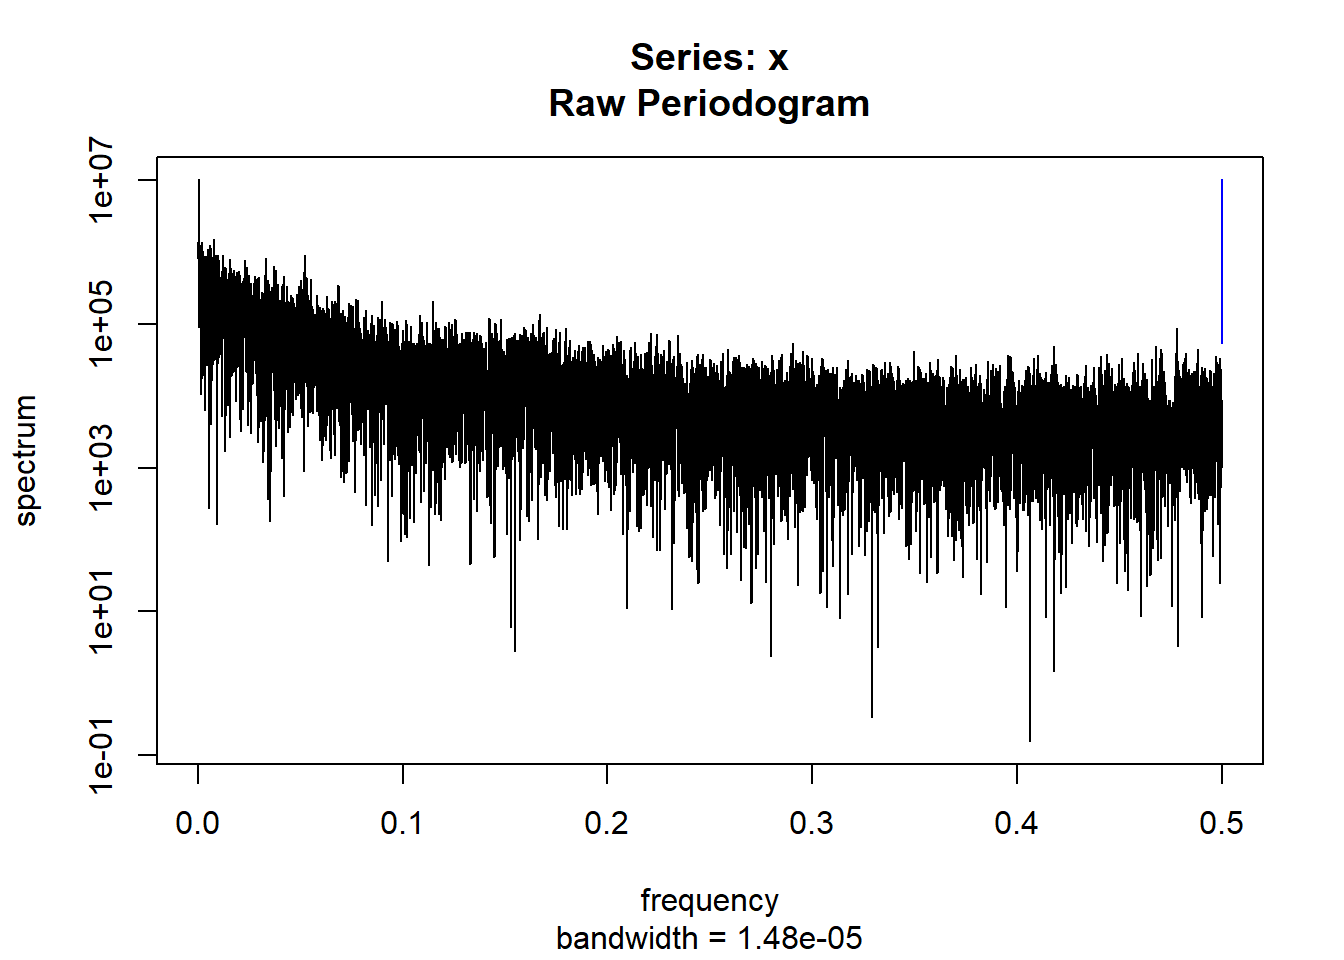 Series: x
Raw Periodogram
spectrum
1e+07
1e+05
1e+03
1e+01
1e-01
0.0 0.1 0.2 0.3 0.4 0.5
frequency
bandwidth = 1.48e-05